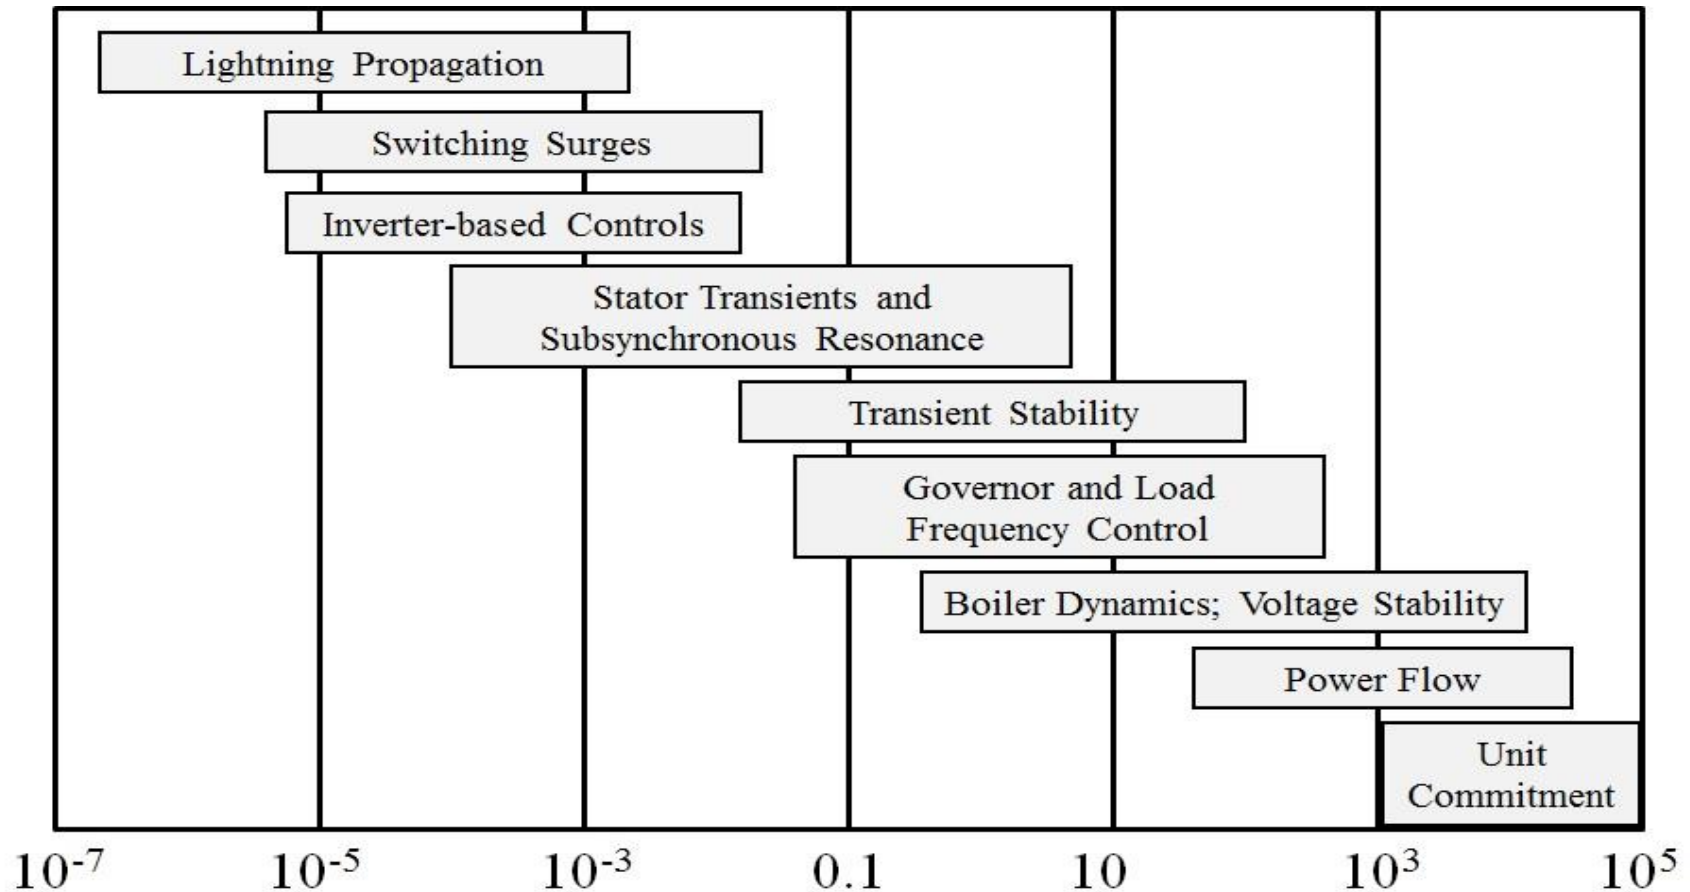 Lightning Propagation
Switching Surges
Inverter-based Controls
Stator Transients and
Subsynchronous Resonance
Transient Stability
Governor and Load
Frequency Control
Boiler Dynamics; Voltage Stability
Power Flow
Unit
Commitment
10⁻⁷ 10⁻⁵ 10⁻³ 0.1 10 10³ 10⁵